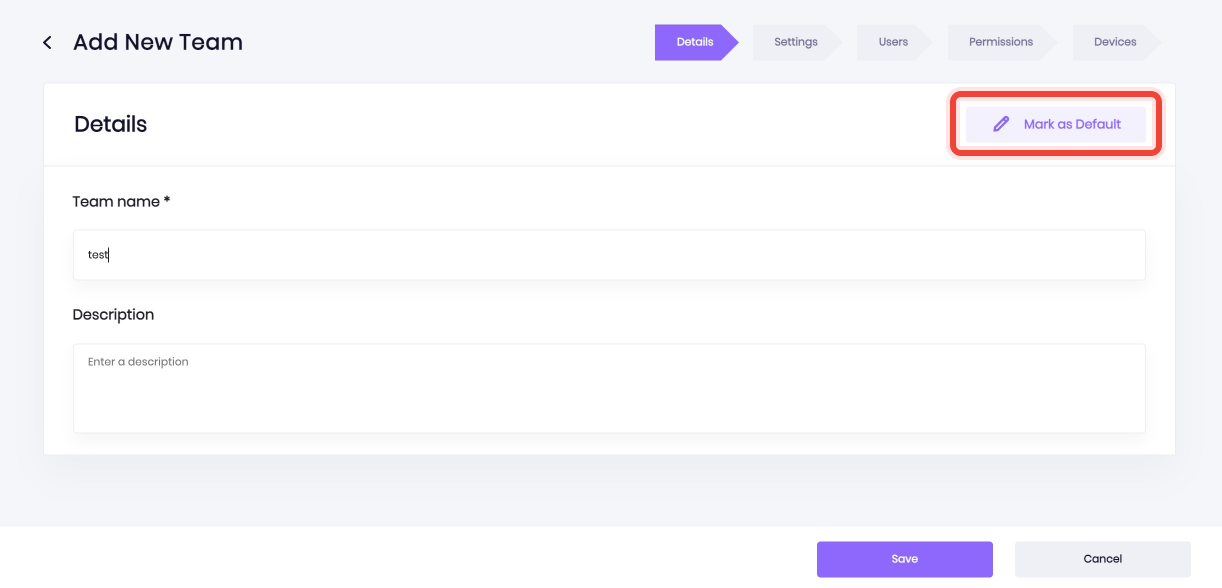 Add New Team
Details
Settings
Users
Permissions
Devices
Details
Mark as Default
Team name *
test
Description
Enter a description
Save
Cancel